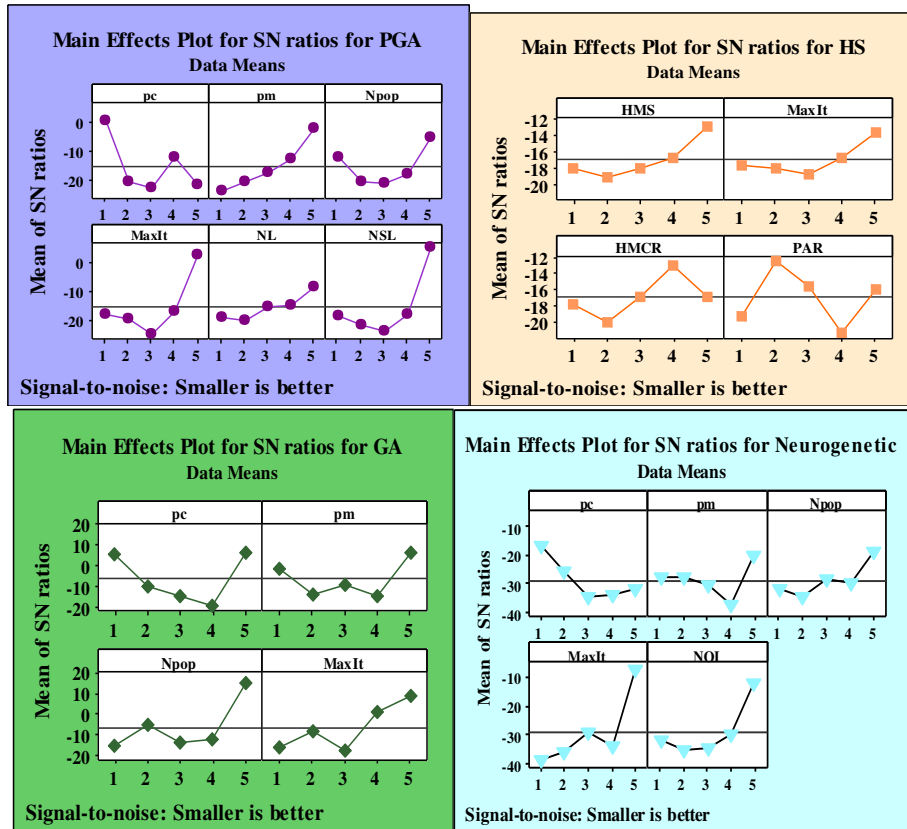 Main Effects Plot for SN ratios for PGA
Data Means
Mean of SN ratios
pc
pm
Npop
0
-10
-20
1 2 3 4 5
1 2 3 4 5
1 2 3 4 5
MaxIt
NL
NSL
0
-10
-20
1 2 3 4 5
1 2 3 4 5
1 2 3 4 5
Signal-to-noise: Smaller is better
Main Effects Plot for SN ratios for HS
Data Means
Mean of SN ratios
HMS
MaxIt
-12
-14
-16
-18
-20
1 2 3 4 5
1 2 3 4 5
HMCR
PAR
-12
-14
-16
-18
-20
1 2 3 4 5
1 2 3 4 5
Signal-to-noise: Smaller is better
Main Effects Plot for SN ratios for GA
Data Means
Mean of SN ratios
pc
pm
20
10
0
-10
-20
1 2 3 4 5
1 2 3 4 5
Npop
MaxIt
20
10
0
-10
-20
1 2 3 4 5
1 2 3 4 5
Signal-to-noise: Smaller is better
Main Effects Plot for SN ratios for Neurogenetic
Data Means
Mean of SN ratios
pc
pm
Npop
-10
-20
-30
-40
1 2 3 4 5
1 2 3 4 5
1 2 3 4 5
MaxIt
NOI
-10
-20
-30
-40
1 2 3 4 5
1 2 3 4 5
Signal-to-noise: Smaller is better